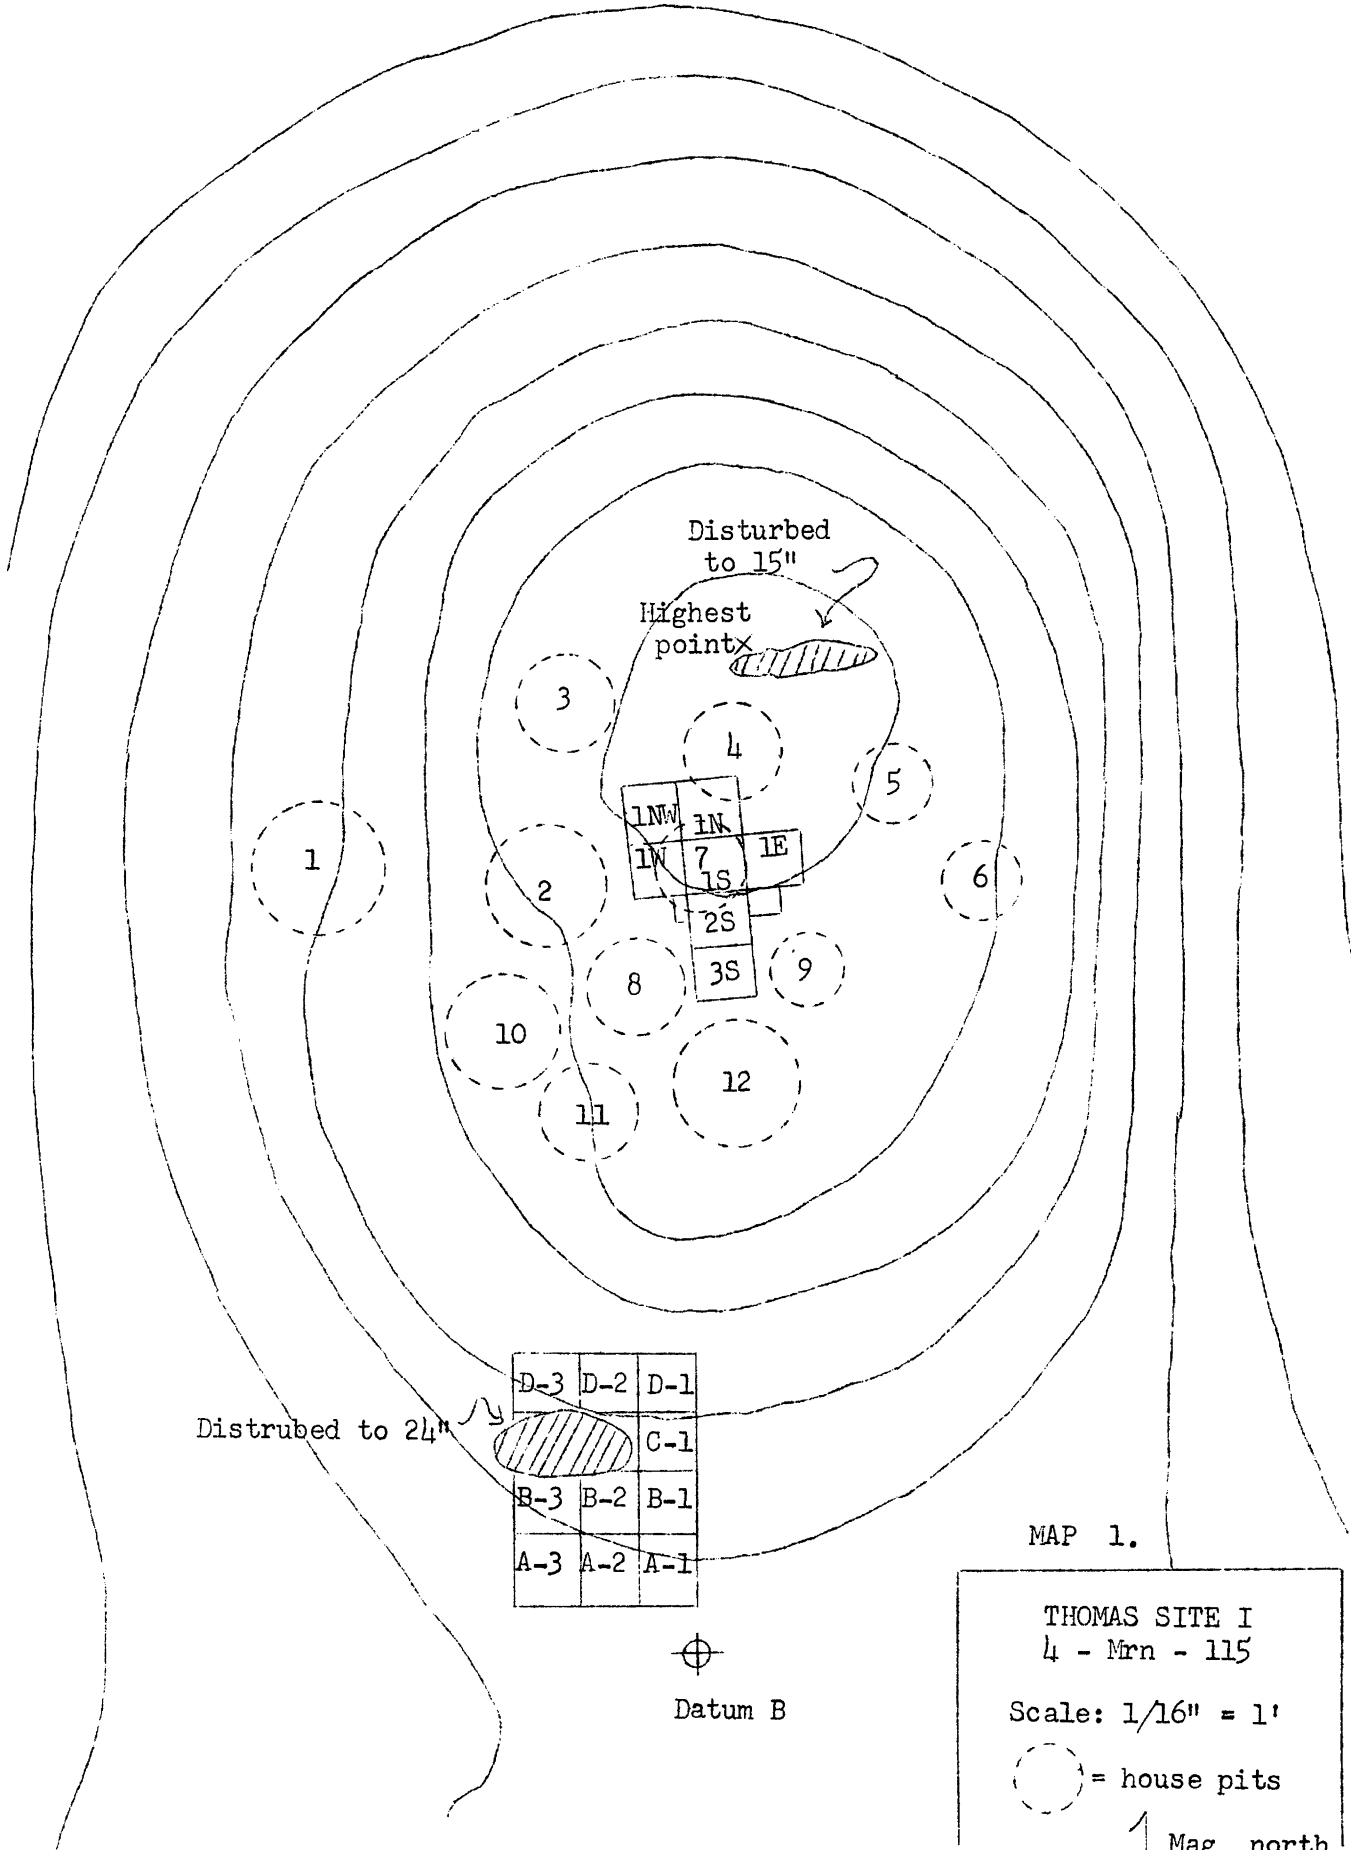 Disturbed
to 15"
Highest
point×
3
4
5
1NW
1N
1W
7
1E
1S
1
2
6
2S
8
3S
9
10
11
12
D-3 D-2 D-1
Distrubed to 24"
C-1
B-3 B-2 B-1
A-3 A-2 A-1
Datum B
MAP 1.
THOMAS SITE I
4 - Mrn - 115
Scale: 1/16" = 1'
= house pits
Mag north